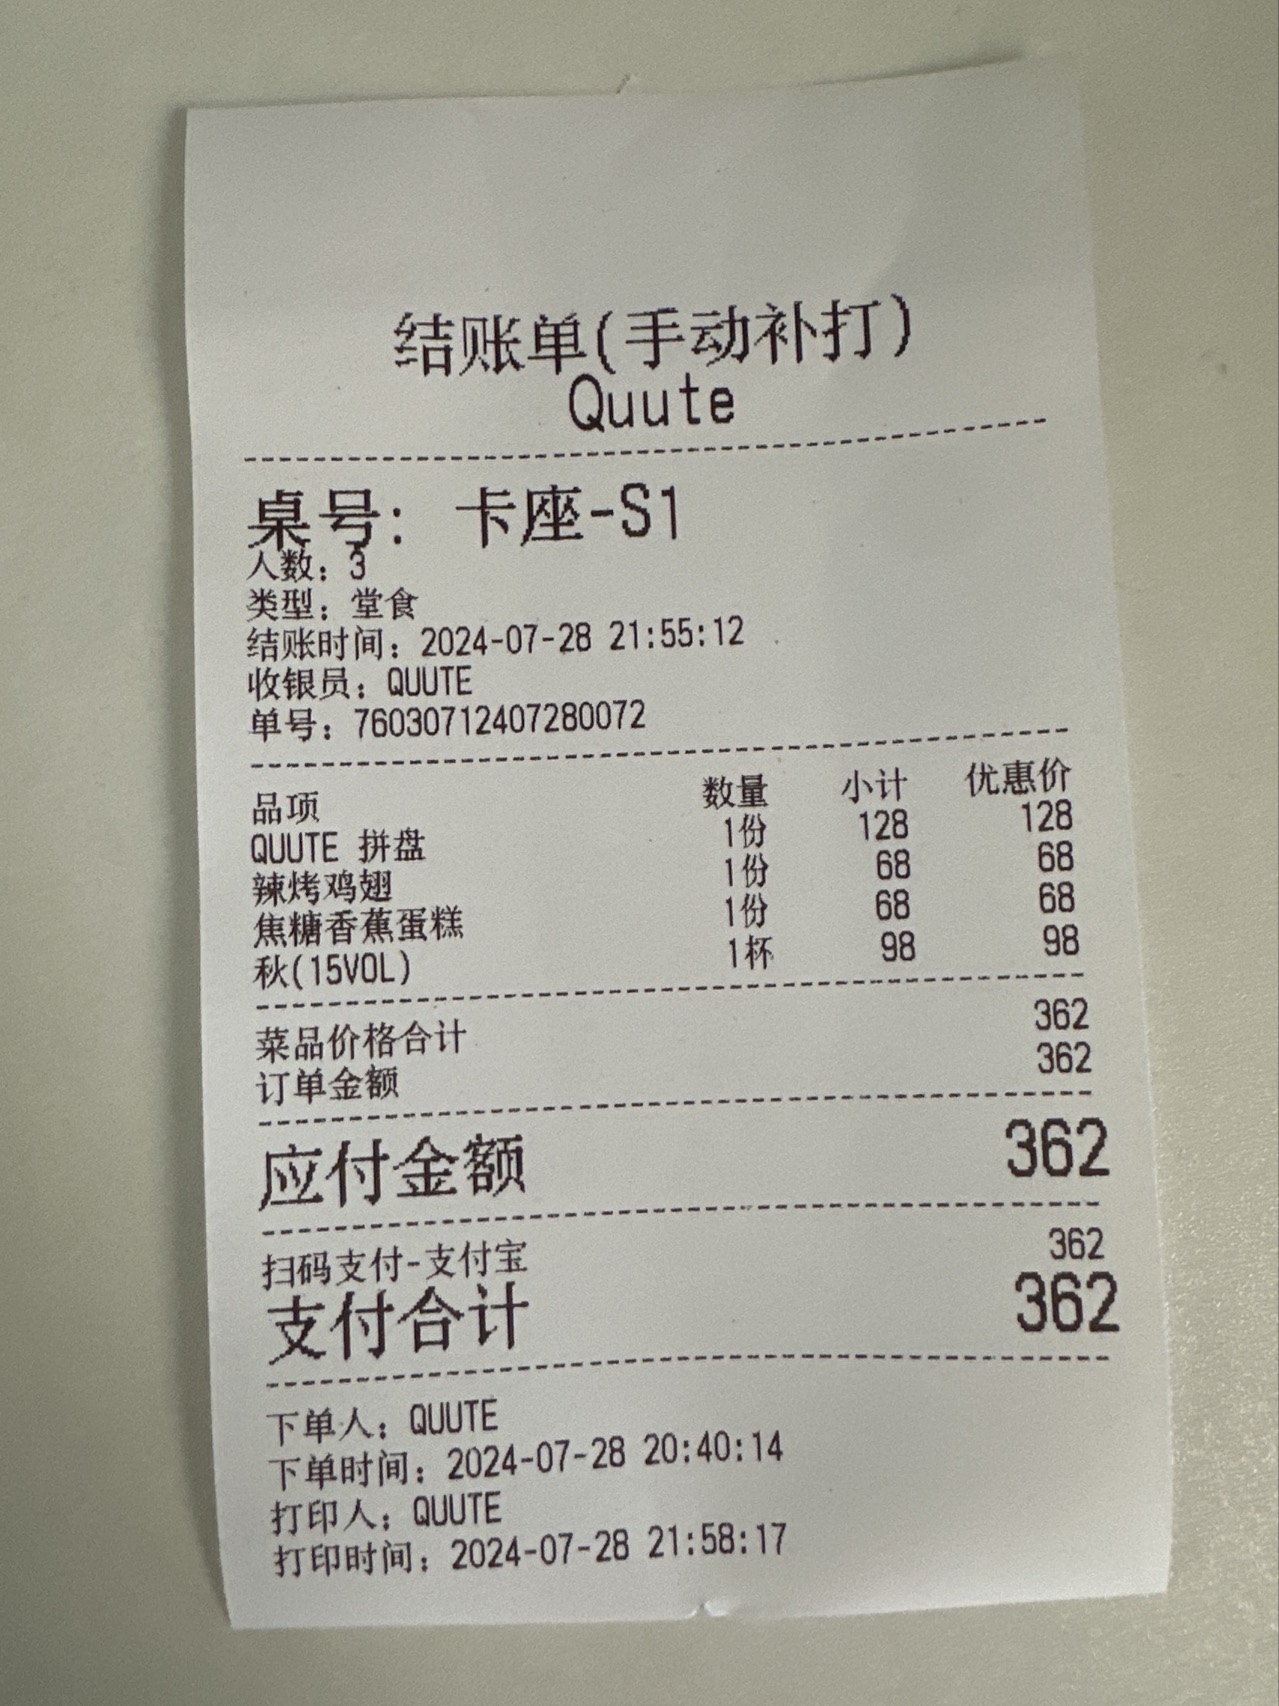 结账单(手动补打)
Quute
桌号: 卡座-S1
人数: 3
类型: 堂食
结账时间: 2024-07-28 21:55:12
收银员: QUUTE
单号: 76030712407280072
品项 数量 小计 优惠价
QUUTE 拼盘 1份 128 128
辣烤鸡翅 1份 68 68
焦糖香蕉蛋糕 1份 68 68
秋(15VOL) 1杯 98 98
菜品价格合计 362
订单金额 362
应付金额 362
扫码支付-支付宝 362
支付合计 362
下单人: QUUTE
下单时间: 2024-07-28 20:40:14
打印人: QUUTE
打印时间: 2024-07-28 21:58:17